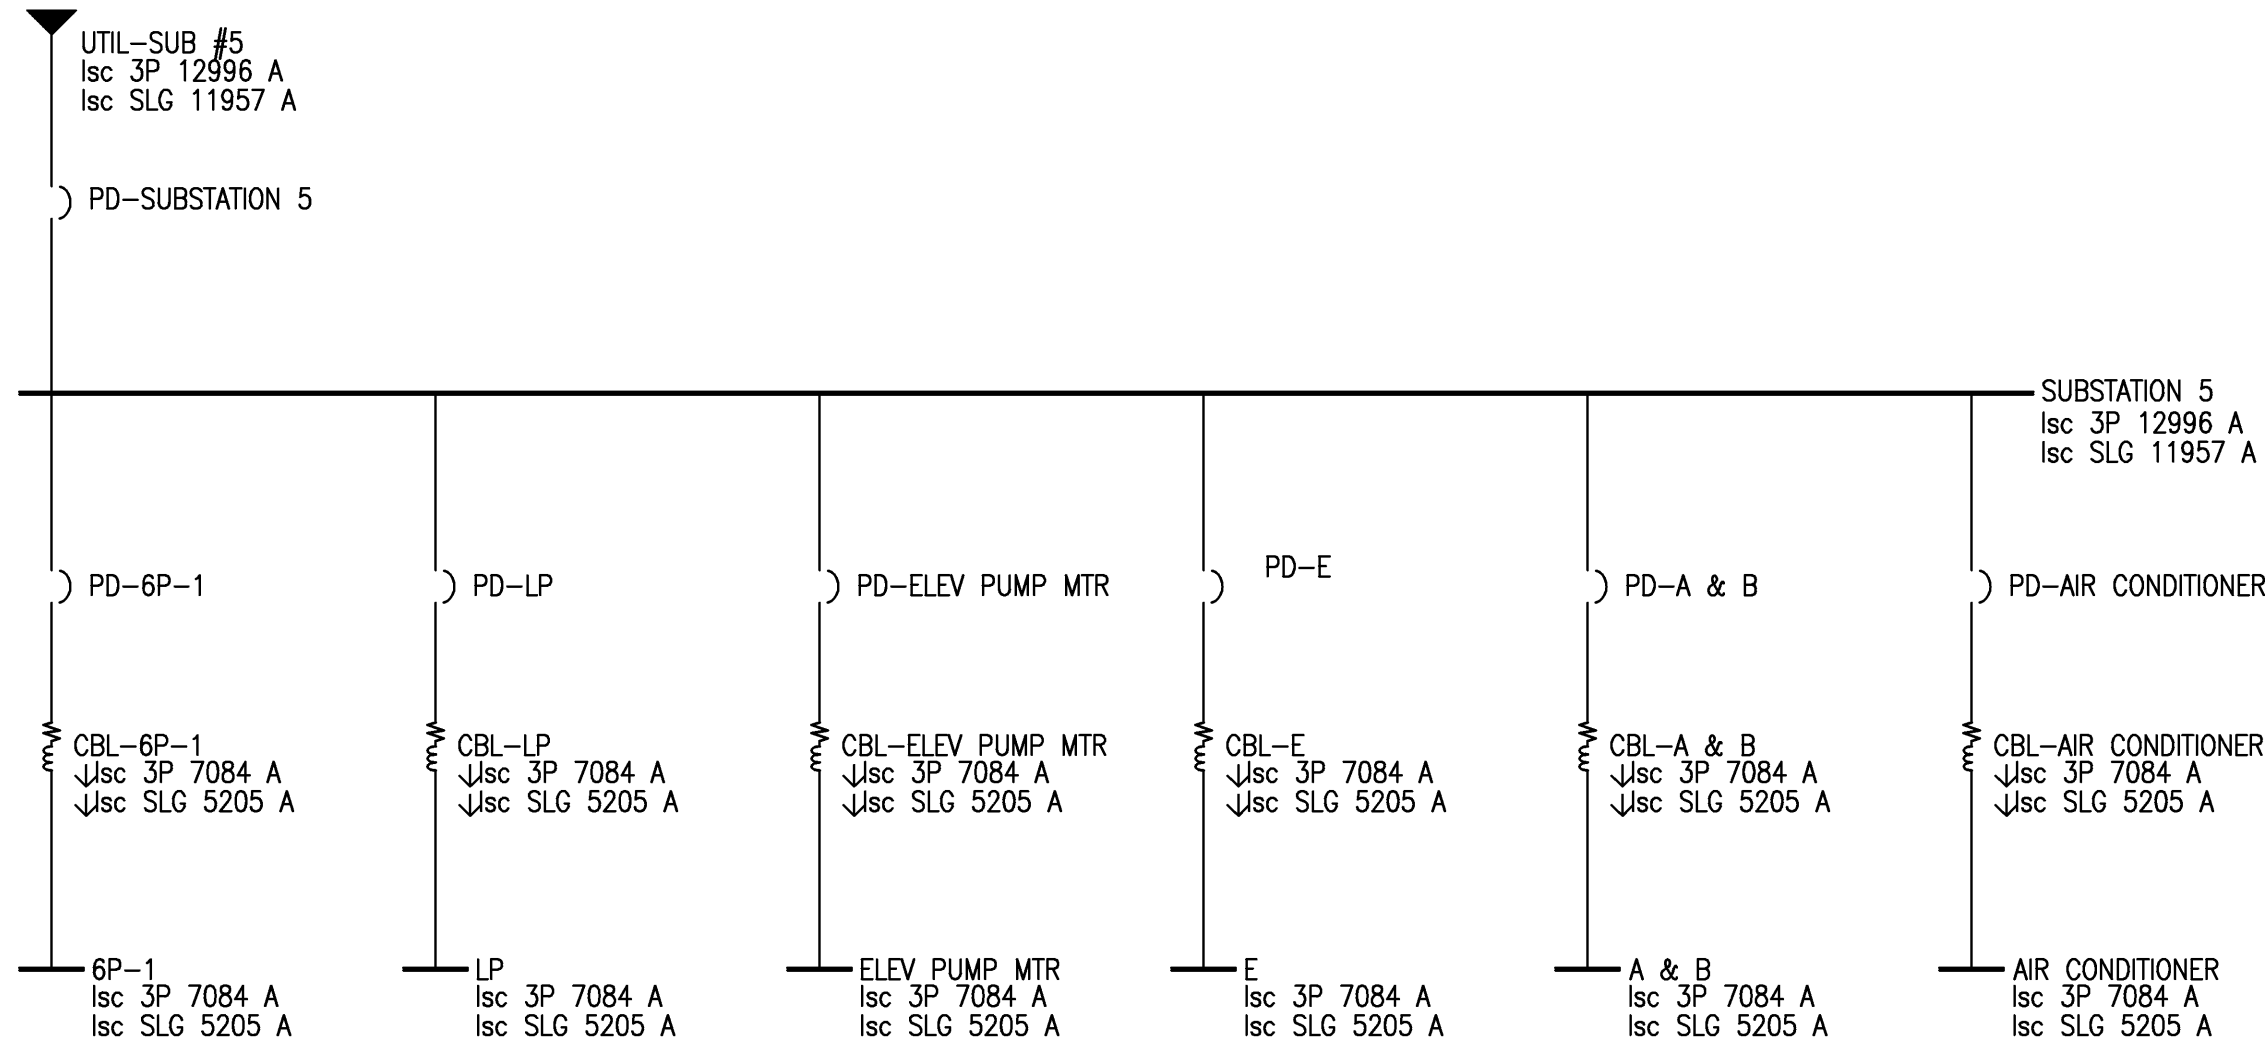 UTIL-SUB #5
Isc 3P 12996 A
Isc SLG 11957 A
PD-SUBSTATION 5
SUBSTATION 5
Isc 3P 12996 A
Isc SLG 11957 A
PD-6P-1
PD-LP
PD-ELEV PUMP MTR
PD-E
PD-A & B
PD-AIR CONDITIONER
CBL-6P-1
↓Isc 3P 7084 A
↓Isc SLG 5205 A
CBL-LP
↓Isc 3P 7084 A
↓Isc SLG 5205 A
CBL-ELEV PUMP MTR
↓Isc 3P 7084 A
↓Isc SLG 5205 A
CBL-E
↓Isc 3P 7084 A
↓Isc SLG 5205 A
CBL-A & B
↓Isc 3P 7084 A
↓Isc SLG 5205 A
CBL-AIR CONDITIONER
↓Isc 3P 7084 A
↓Isc SLG 5205 A
6P-1
Isc 3P 7084 A
Isc SLG 5205 A
LP
Isc 3P 7084 A
Isc SLG 5205 A
ELEV PUMP MTR
Isc 3P 7084 A
Isc SLG 5205 A
E
Isc 3P 7084 A
Isc SLG 5205 A
A & B
Isc 3P 7084 A
Isc SLG 5205 A
AIR CONDITIONER
Isc 3P 7084 A
Isc SLG 5205 A